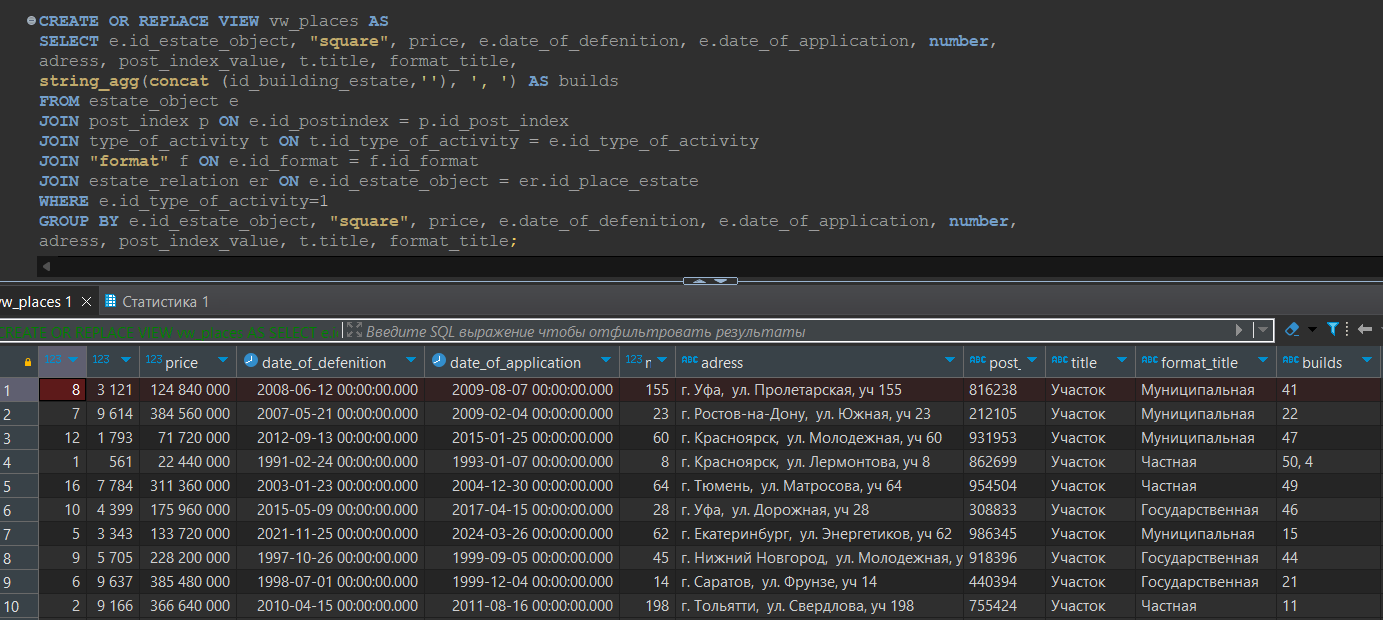 CREATE OR REPLACE VIEW vw_places AS
SELECT e.id_estate_object, "square", price, e.date_of_defenition, e.date_of_application, number,
adress, post_index_value, t.title, format_title,
string_agg(concat (id_building_estate,''), ', ') AS builds
FROM estate_object e
JOIN post_index p ON e.id_postindex = p.id_post_index
JOIN type_of_activity t ON t.id_type_of_activity = e.id_type_of_activity
JOIN "format" f ON e.id_format = f.id_format
JOIN estate_relation er ON e.id_estate_object = er.id_place_estate
WHERE e.id_type_of_activity=1
GROUP BY e.id_estate_object, "square", price, e.date_of_defenition, e.date_of_application, number,
adress, post_index_value, t.title, format_title;
vw_places 1 Статистика 1
CREATE OR REPLACE VIEW vw_places AS SELECT e.i Введите SQL выражение чтобы отфильтровать результаты
123 123 123 price date_of_defenition date_of_application 123 ABC adress ABC post_ ABC title ABC format_title ABC builds
1 8 3 121 124 840 000 2008-06-12 00:00:00.000 2009-08-07 00:00:00.000 155 г. Уфа, ул. Пролетарская, уч 155 816238 Участок Муниципальная 41
2 7 9 614 384 560 000 2007-05-21 00:00:00.000 2009-02-04 00:00:00.000 23 г. Ростов-на-Дону, ул. Южная, уч 23 212105 Участок Муниципальная 22
3 12 1 793 71 720 000 2012-09-13 00:00:00.000 2015-01-25 00:00:00.000 60 г. Красноярск, ул. Молодежная, уч 60 931953 Участок Муниципальная 47
4 1 561 22 440 000 1991-02-24 00:00:00.000 1993-01-07 00:00:00.000 8 г. Красноярск, ул. Лермонтова, уч 8 862699 Участок Частная 50, 4
5 16 7 784 311 360 000 2003-01-23 00:00:00.000 2004-12-30 00:00:00.000 64 г. Тюмень, ул. Матросова, уч 64 954504 Участок Частная 49
6 10 4 399 175 960 000 2015-05-09 00:00:00.000 2017-04-15 00:00:00.000 28 г. Уфа, ул. Дорожная, уч 28 308833 Участок Государственная 46
7 5 3 343 133 720 000 2021-11-25 00:00:00.000 2024-03-26 00:00:00.000 62 г. Екатеринбург, ул. Энергетиков, уч 62 986345 Участок Муниципальная 15
8 9 5 705 228 200 000 1997-10-26 00:00:00.000 1999-09-05 00:00:00.000 45 г. Нижний Новгород, ул. Молодежная, у 918396 Участок Государственная 44
9 6 9 637 385 480 000 1998-07-01 00:00:00.000 1999-12-04 00:00:00.000 14 г. Саратов, ул. Фрунзе, уч 14 440394 Участок Государственная 21
10 2 9 166 366 640 000 2010-04-15 00:00:00.000 2011-08-16 00:00:00.000 198 г. Тольятти, ул. Свердлова, уч 198 755424 Участок Частная 11